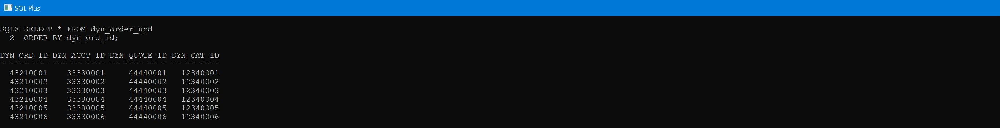 SQL Plus
SQL> SELECT * FROM dyn_order_upd
  2  ORDER BY dyn_ord_id;
DYN_ORD_ID DYN_ACCT_ID DYN_QUOTE_ID DYN_CAT_ID
---------- ----------- ------------ ----------
  43210001    33330001     44440001   12340001
  43210002    33330002     44440002   12340002
  43210003    33330003     44440003   12340003
  43210004    33330004     44440004   12340004
  43210005    33330005     44440005   12340005
  43210006    33330006     44440006   12340006